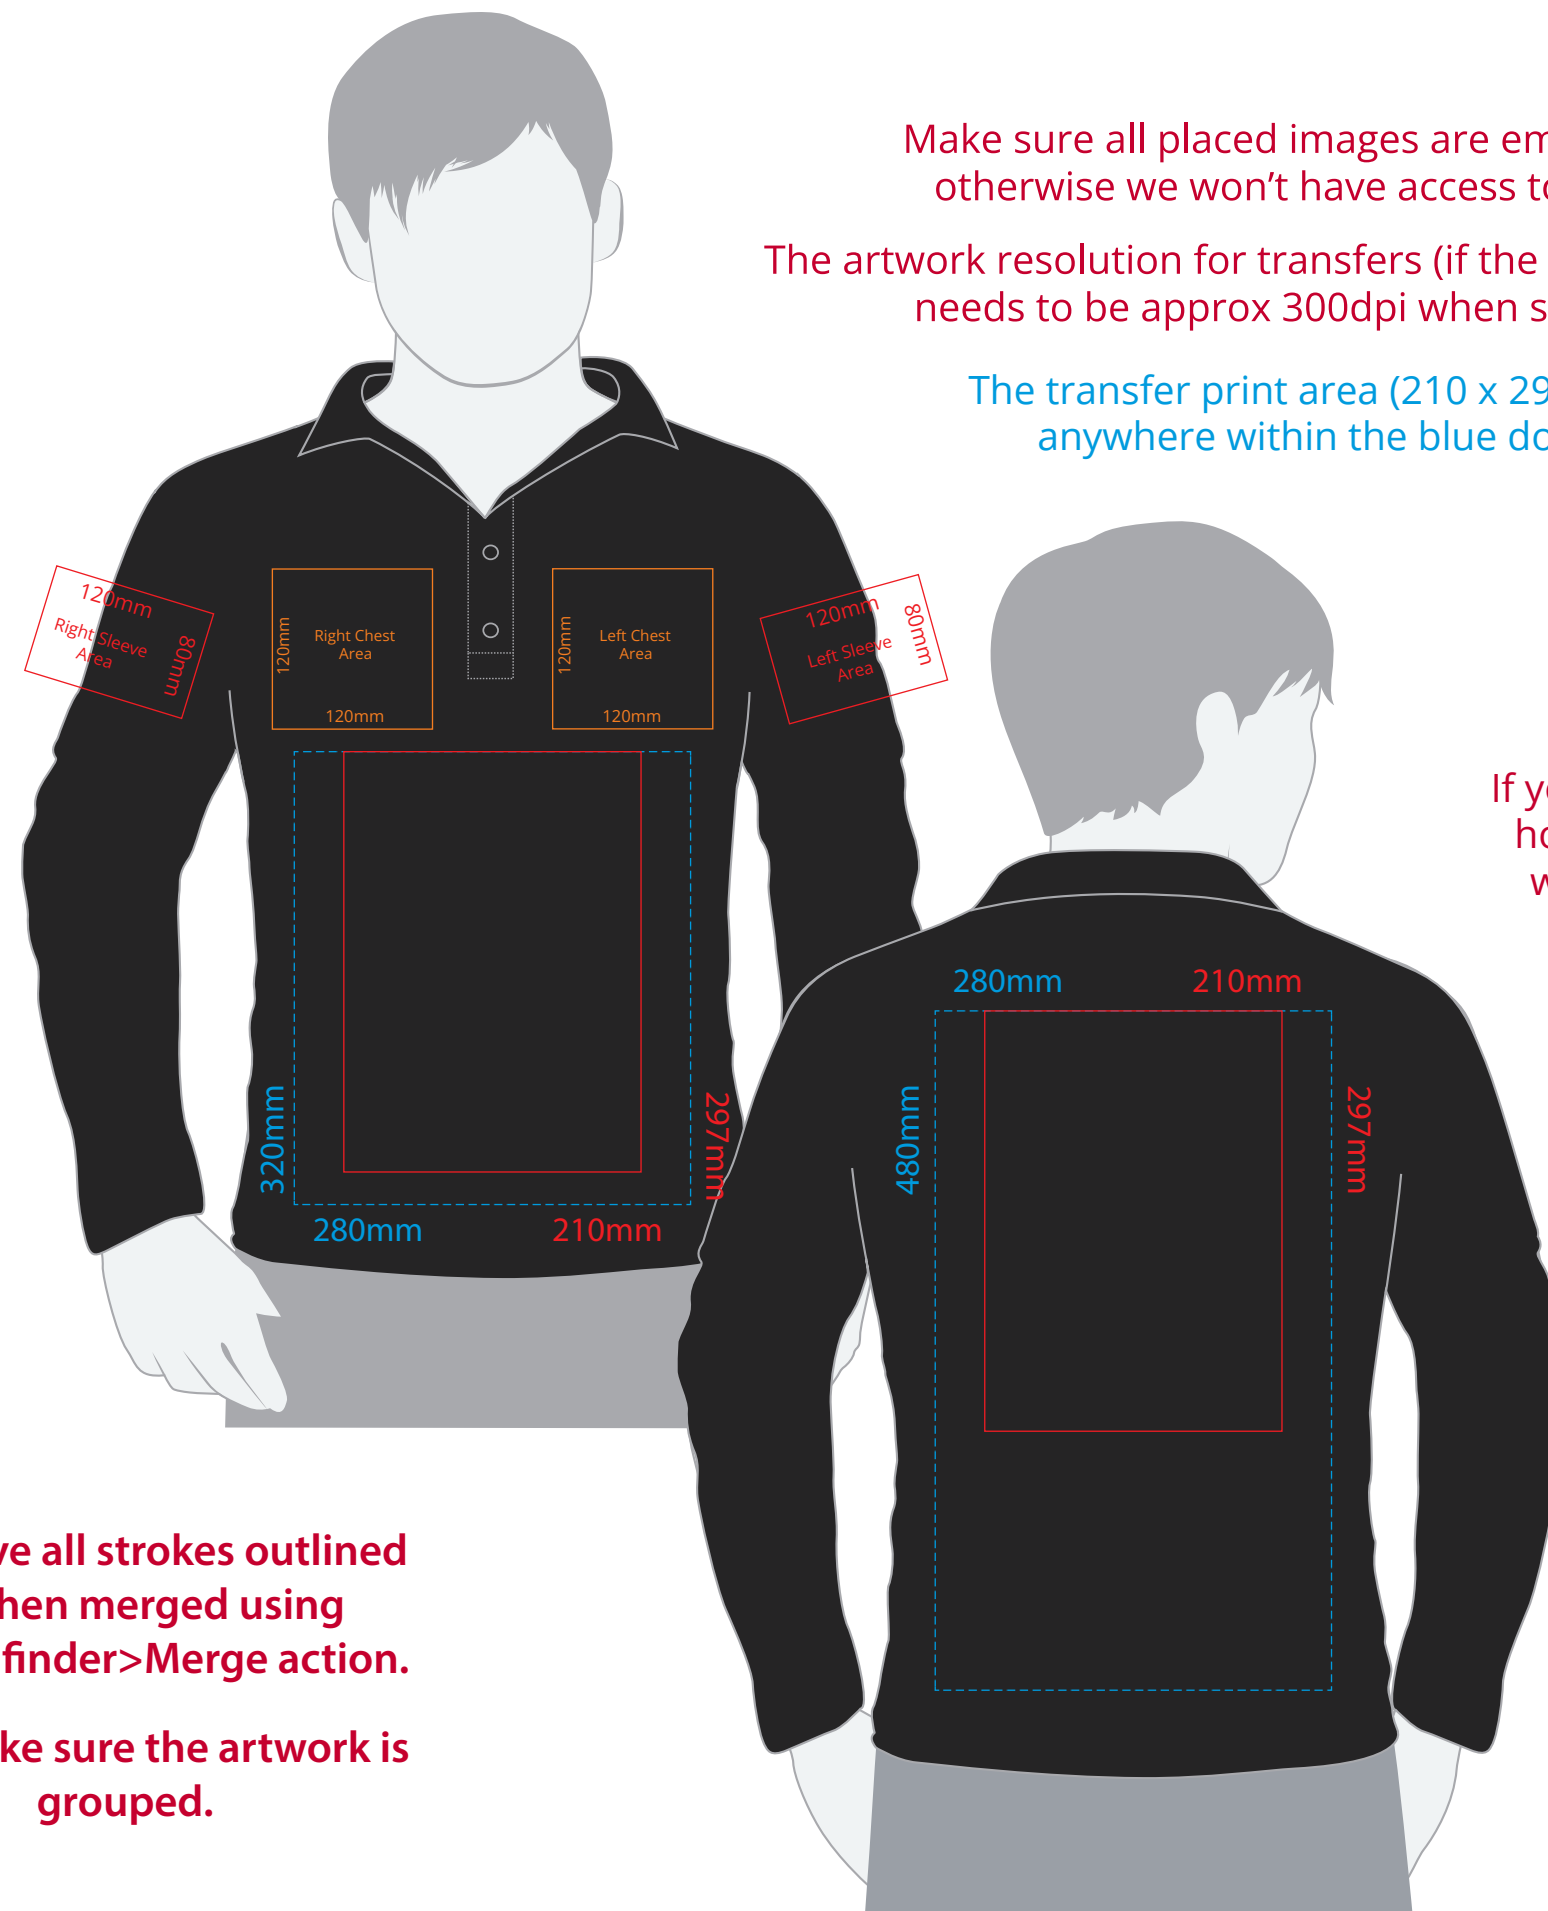 Make sure all placed images are em
otherwise we won't have access to
The artwork resolution for transfers (if the
needs to be approx 300dpi when s
The transfer print area (210 x 29
anywhere within the blue do
120mm
Right Sleeve
Area
80mm
120mm
Right Chest
Area
120mm
120mm
Left Chest
Area
120mm
120mm
Left Sleeve
Area
80mm
If yo
ho
w
320mm
297mm
280mm
210mm
280mm
210mm
480mm
297mm
ve all strokes outlined
hen merged using
finder>Merge action.
ke sure the artwork is
grouped.